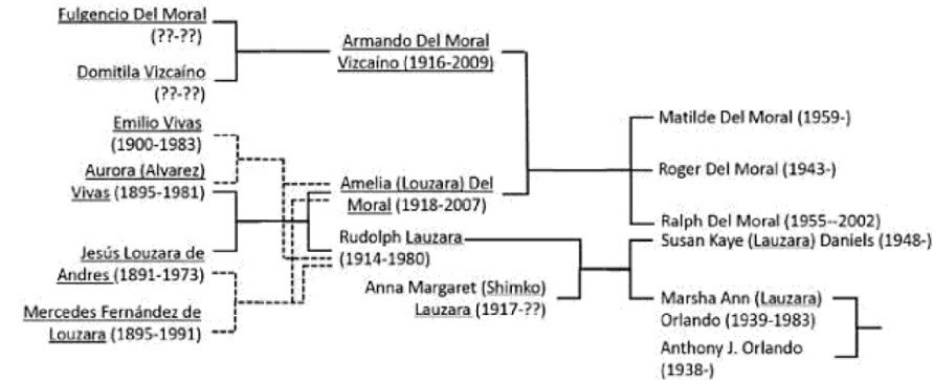 Fulgencio Del Moral
(??-??)
Domitila Vizcaíno
(??-??)
Emilio Vivas
(1900-1983)
Aurora (Alvarez)
Vivas (1895-1981)
Jesús Louzara de
Andres (1891-1973)
Mercedes Fernández de
Louzara (1895-1991)
Armando Del Moral
Vizcaíno (1916-2009)
Amelia (Louzara) Del
Moral (1918-2007)
Rudolph Lauzara
(1914-1980)
Anna Margaret (Shimko)
Lauzara (1917-??)
Matilde Del Moral (1959-)
Roger Del Moral (1943-)
Ralph Del Moral (1955--2002)
Susan Kaye (Lauzara) Daniels (1948-)
Marsha Ann (Lauzara)
Orlando (1939-1983)
Anthony J. Orlando
(1938-)